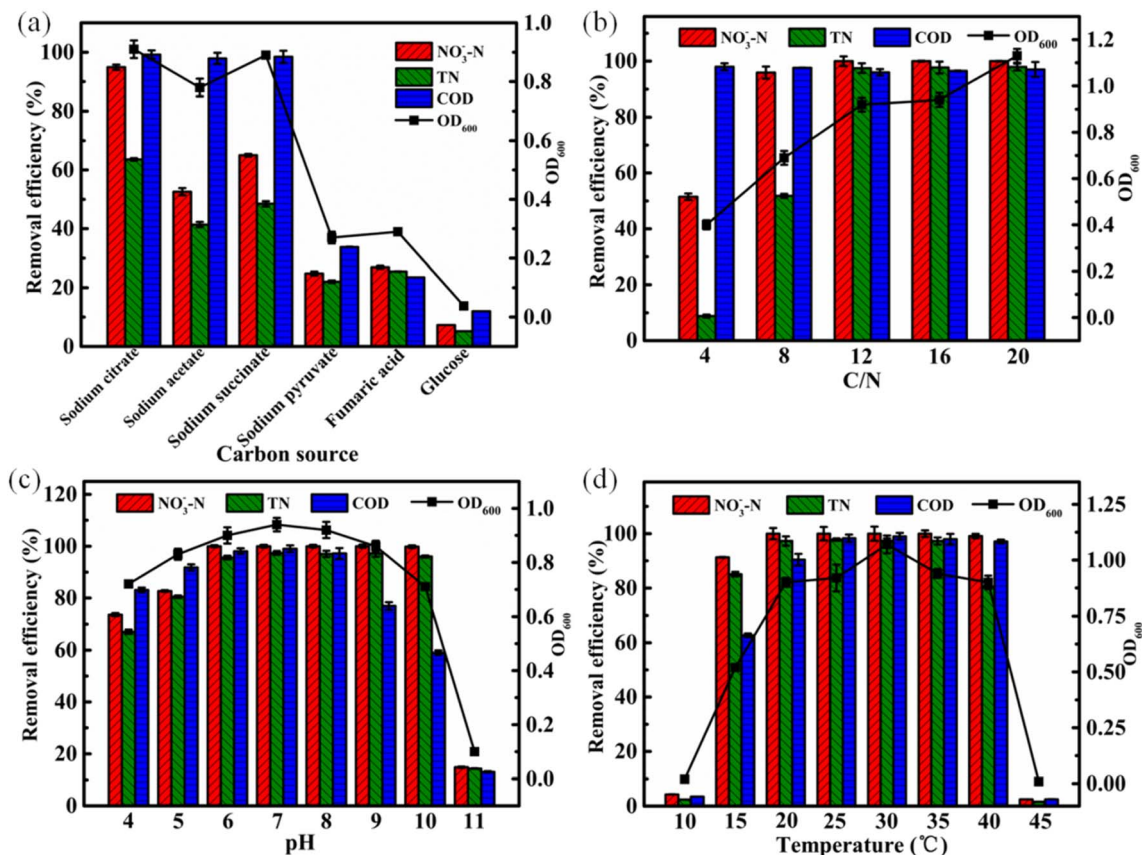 (a)
1.0
NO₃⁻-N
TN
COD
OD₆₀₀
100
80
60
40
20
0
Removal efficiency (%)
1.0
0.8
0.6
0.4
0.2
0.0
OD₆₀₀
Sodium citrate
Sodium acetate
Sodium succinate
Sodium pyruvate
Fumaric acid
Glucose
Carbon source
(b)
NO₃⁻-N TN COD OD₆₀₀
100
80
60
40
20
0
Removal efficiency (%)
1.2
1.0
0.8
0.6
0.4
0.2
0.0
OD₆₀₀
4 8 12 16 20
C/N
(c)
NO₃⁻-N TN COD OD₆₀₀
120
100
80
60
40
20
0
Removal efficiency (%)
1.0
0.8
0.6
0.4
0.2
0.0
OD₆₀₀
4 5 6 7 8 9 10 11
pH
(d)
NO₃⁻-N TN COD OD₆₀₀
100
80
60
40
20
0
Removal efficiency (%)
1.25
1.00
0.75
0.50
0.25
0.00
OD₆₀₀
10 15 20 25 30 35 40 45
Temperature (℃)